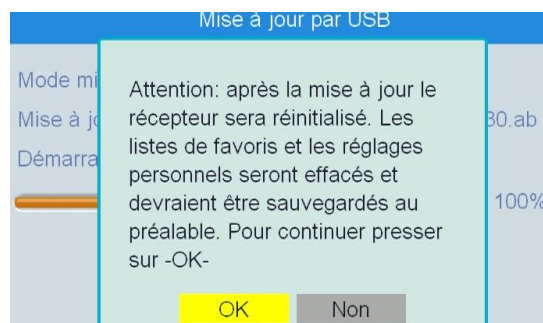 Mise à jour par USB
Mode mi
Mise à jo
30.ab
Démarra
100%
Attention: après la mise à jour le
récepteur sera réinitialisé. Les
listes de favoris et les réglages
personnels seront effacés et
devraient être sauvegardés au
préalable. Pour continuer presser
sur -OK-
OK Non